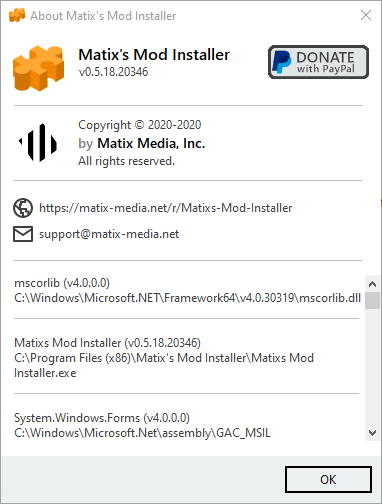 About Matix's Mod Installer
Matix's Mod Installer
v0.5.18.20346
DONATE
with PayPal
Copyright © 2020-2020
by Matix Media, Inc.
All rights reserved.
https://matix-media.net/r/Matixs-Mod-Installer
support@matix-media.net
mscorlib (v4.0.0.0)
C:\Windows\Microsoft.NET\Framework64\v4.0.30319\mscorlib.dll
Matixs Mod Installer (v0.5.18.20346)
C:\Program Files (x86)\Matix's Mod Installer\Matixs Mod
Installer.exe
System.Windows.Forms (v4.0.0.0)
C:\Windows\Microsoft.Net\assembly\GAC_MSIL
OK